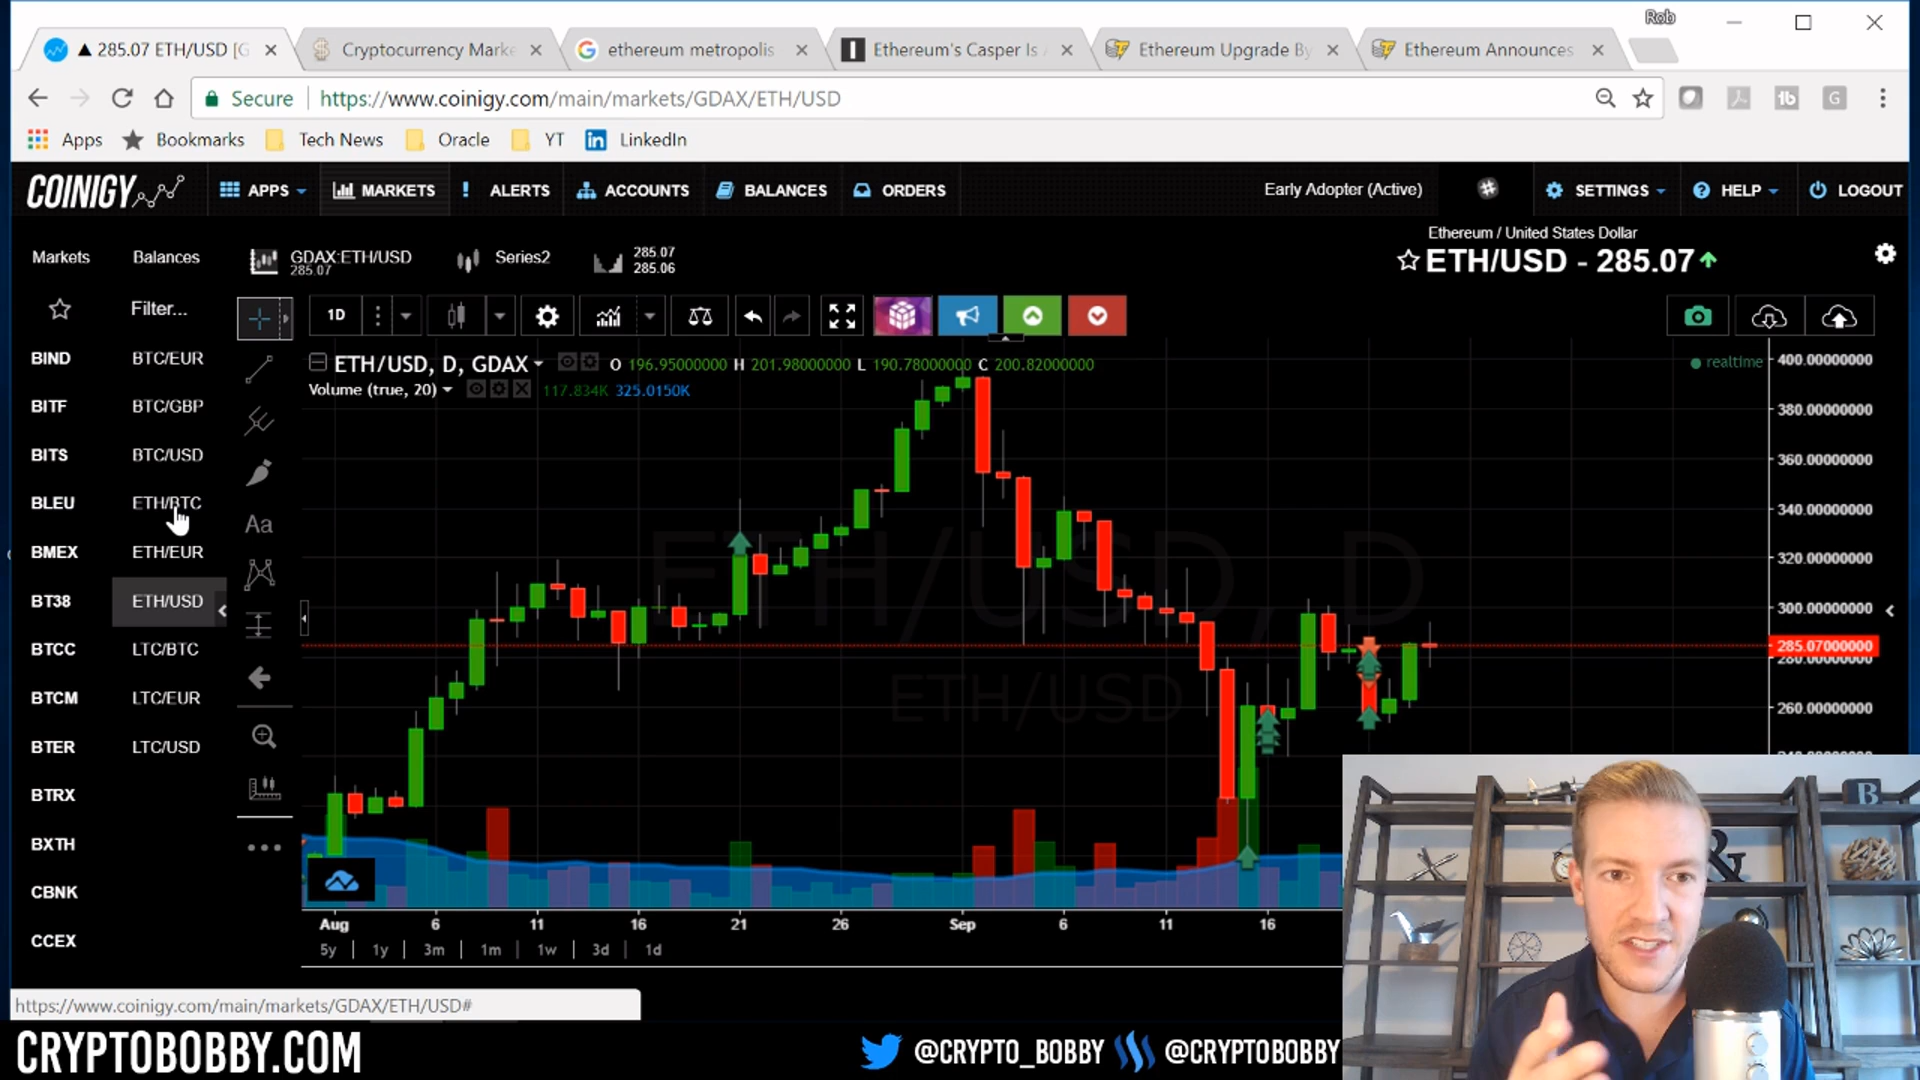 Rob
▲ 285.07 ETH/USD [G
Cryptocurrency Marke
ethereum metropolis
Ethereum's Casper Is
Ethereum Upgrade By
Ethereum Announces
Secure
https://www.coinigy.com/main/markets/GDAX/ETH/USD
Apps
Bookmarks
Tech News
Oracle
YT
LinkedIn
COINIGY
APPS
MARKETS
ALERTS
ACCOUNTS
BALANCES
ORDERS
Early Adopter (Active)
SETTINGS
HELP
LOGOUT
Markets
Balances
GDAX:ETH/USD
285.07
Series2
285.07
285.06
Ethereum / United States Dollar
ETH/USD - 285.07
Filter...
1D
BIND
BTC/EUR
BITF
BTC/GBP
BITS
BTC/USD
BLEU
ETH/BTC
BMEX
ETH/EUR
BT38
ETH/USD
BTCC
LTC/BTC
BTCM
LTC/EUR
BTER
LTC/USD
BTRX
BXTH
CBNK
CCEX
Aa
ETH/USD, D, GDAX
O 196.95000000 H 201.98000000 L 190.78000000 C 200.82000000
Volume (true, 20)
117.834K 325.0150K
realtime
400.00000000
380.00000000
360.00000000
340.00000000
320.00000000
300.00000000
285.07000000
280.00000000
260.00000000
ETH/USD, D
ETH/USD
Aug 6 11 16 21 26 Sep 6 11 16
5y 1y 3m 1m 1w 3d 1d
B
&
https://www.coinigy.com/main/markets/GDAX/ETH/USD#
CRYPTOBOBBY.COM
@CRYPTO_BOBBY
@CRYPTOBOBBY